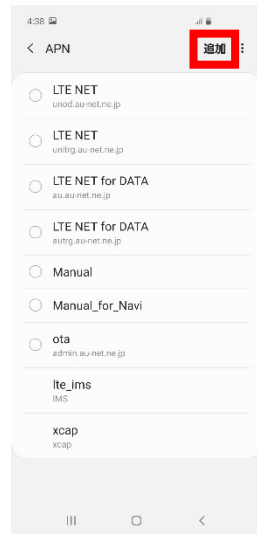 4:38
APN
追加
LTE NET
unod.au-net.ne.jp
LTE NET
unitrg.au-net.ne.jp
LTE NET for DATA
au.au-net.ne.jp
LTE NET for DATA
autrg.au-net.ne.jp
Manual
Manual_for_Navi
ota
admin.au-net.ne.jp
lte_ims
IMS
xcap
xcap